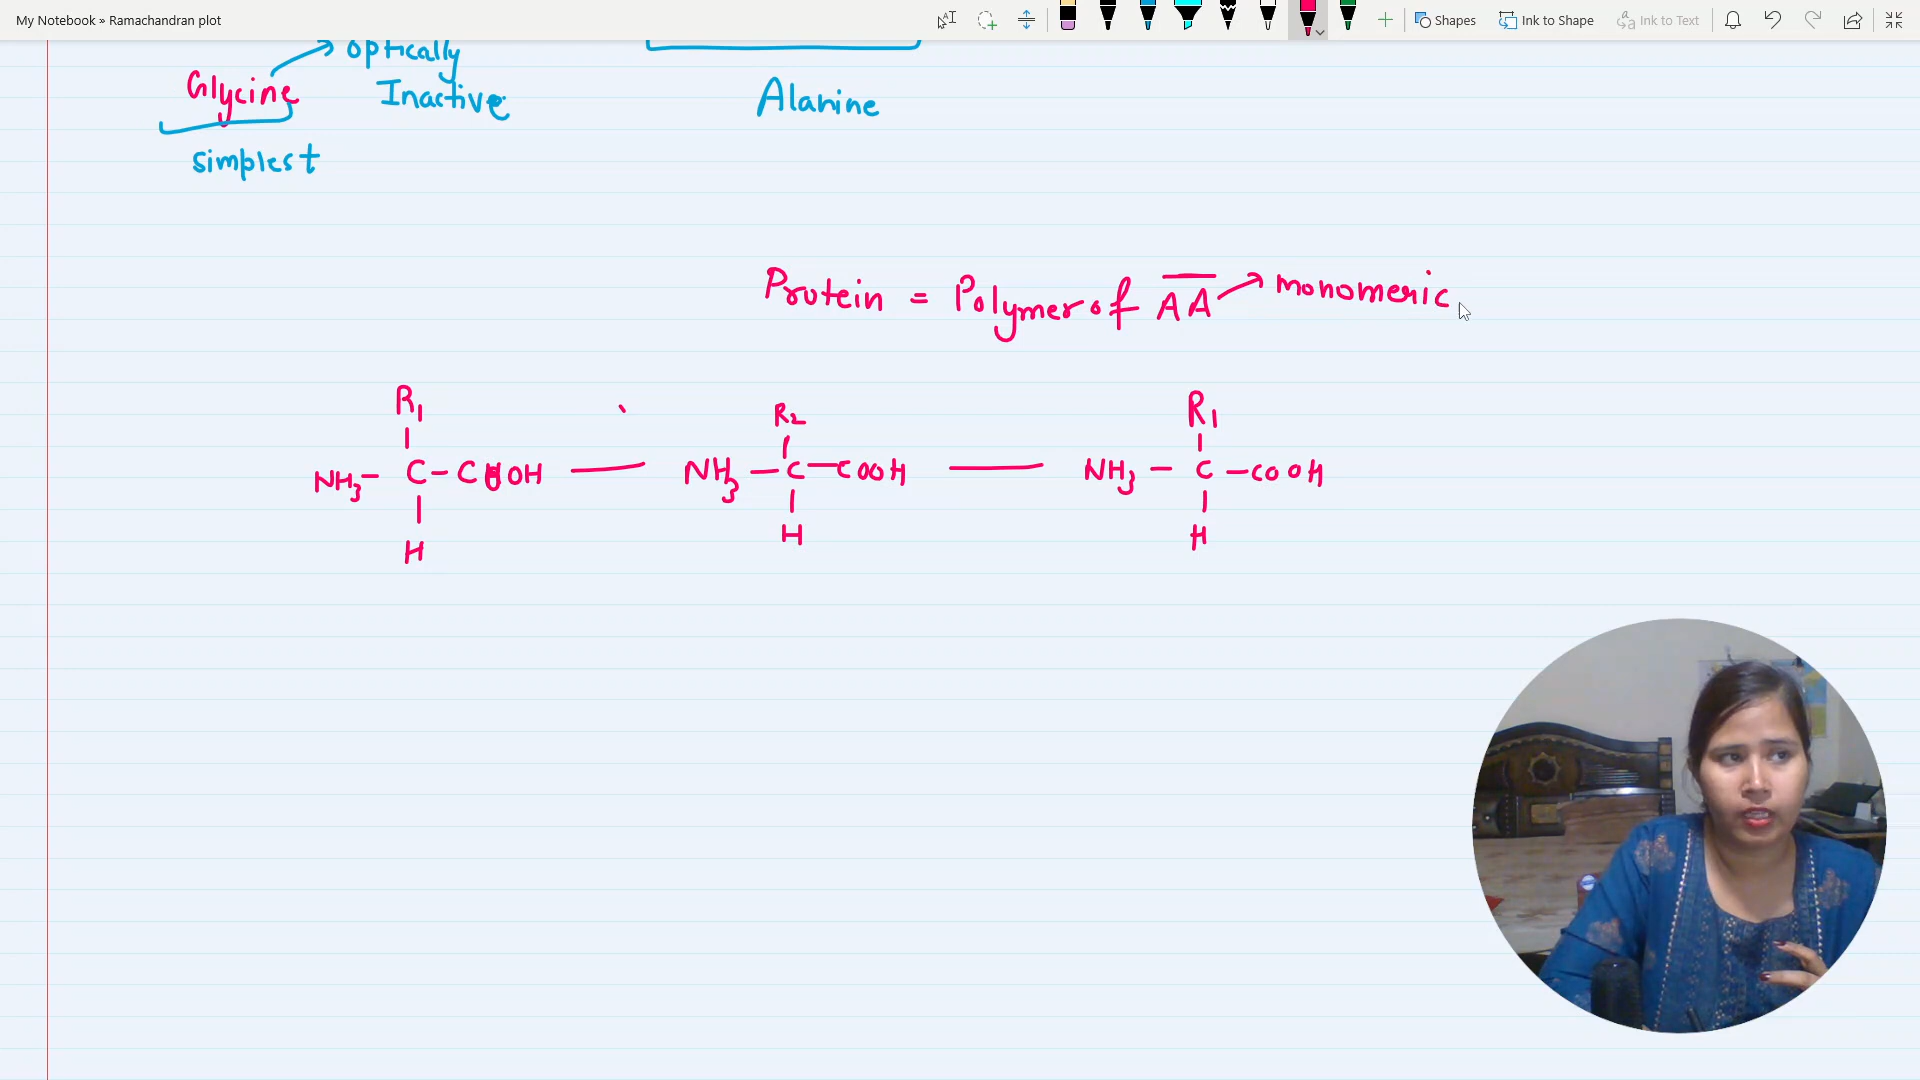 My Notebook » Ramachandran plot
Shapes
Ink to Shape
Ink to Text
optically
Glycine
Inactive
Alanine
simplest
Protein = Polymer of AA → monomeric
R1
R2
R1
NH3 – C – COOH — NH3 – C – COOH — NH3 – C – COOH
H
H
H